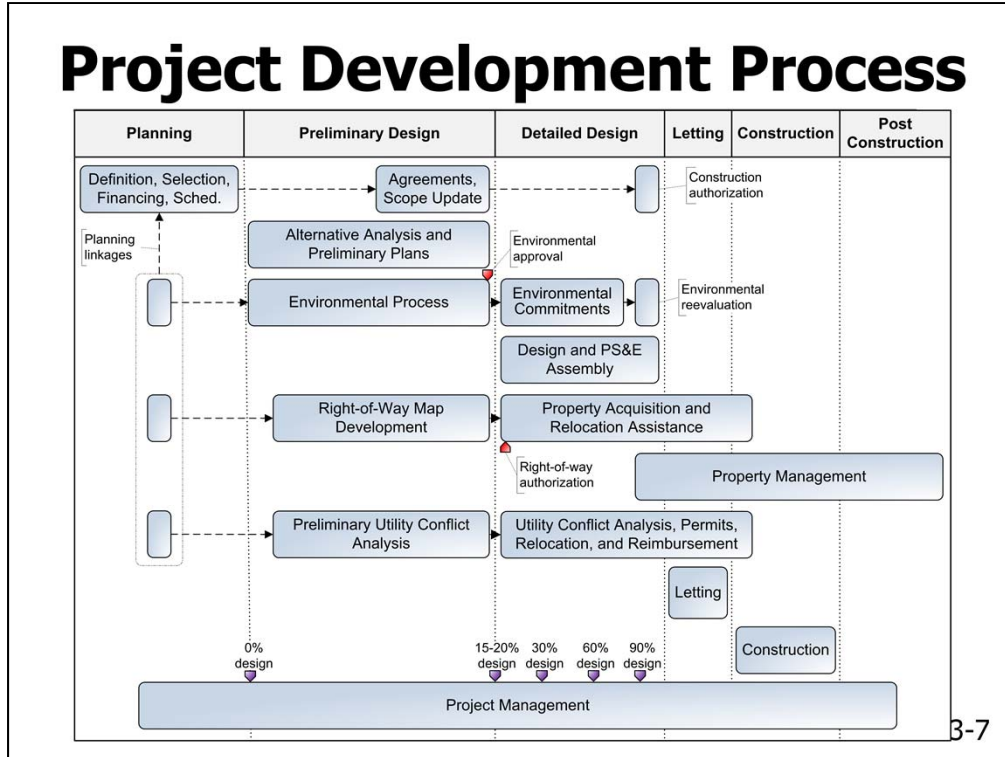 Project Development Process
Planning
Preliminary Design
Detailed Design
Letting
Construction
Post
Construction
Definition, Selection,
Financing, Sched.
Agreements,
Scope Update
Construction
authorization
Planning
linkages
Alternative Analysis and
Preliminary Plans
Environmental
approval
Environmental Process
Environmental
Commitments
Environmental
reevaluation
Design and PS&E
Assembly
Right-of-Way Map
Development
Property Acquisition and
Relocation Assistance
Right-of-way
authorization
Property Management
Preliminary Utility Conflict
Analysis
Utility Conflict Analysis, Permits,
Relocation, and Reimbursement
Letting
Construction
0%
design
15-20%
design
30%
design
60%
design
90%
design
Project Management
3-7